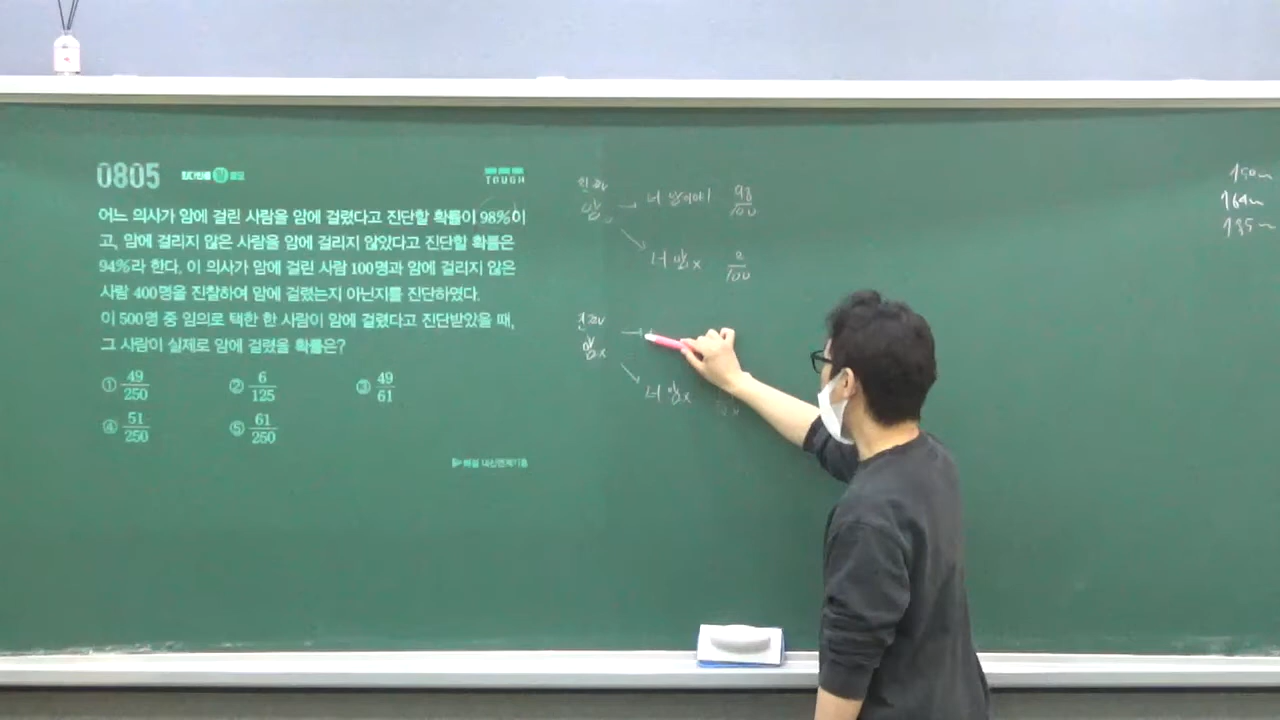 0805
TOUGH
어느 의사가 암에 걸린 사람을 암에 걸렸다고 진단할 확률이 98%이
고, 암에 걸리지 않은 사람을 암에 걸리지 않았다고 진단할 확률은
94%라 한다. 이 의사가 암에 걸린 사람 100명과 암에 걸리지 않은
사람 400명을 진찰하여 암에 걸렸는지 아닌지를 진단하였다.
이 500명 중 임의로 택한 한 사람이 암에 걸렸다고 진단받았을 때,
그 사람이 실제로 암에 걸렸을 확률은?
① 49/250 ② 6/125 ③ 49/61
④ 51/250 ⑤ 61/250
암 → 너 암이야! 98/100
너 암x 2/100
암x
너 암x